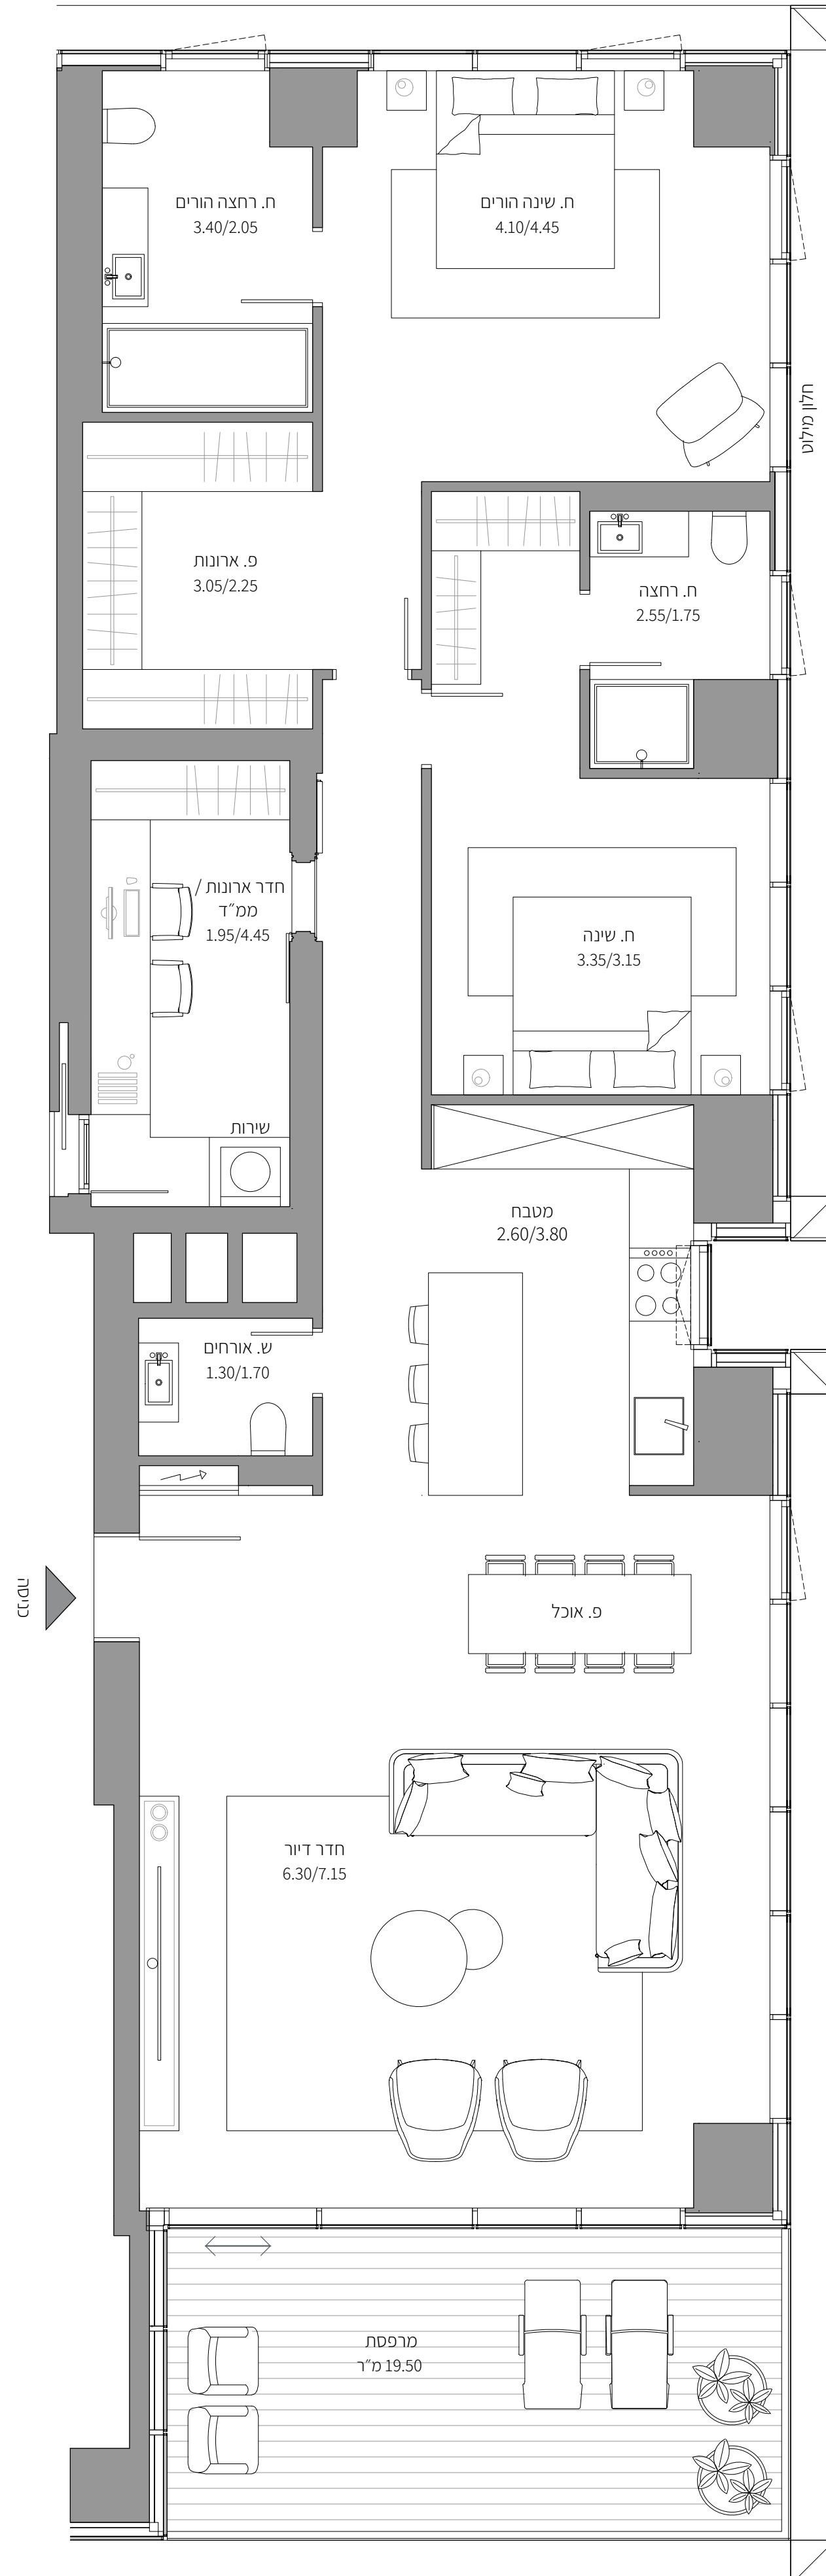 ח. רחצה הורים
3.40/2.05
ח. שינה הורים
4.10/4.45
חלון מילוט
פ. ארונות
3.05/2.25
ח. רחצה
2.55/1.75
חדר ארונות /
ממ״ד
1.95/4.45
ח. שינה
3.35/3.15
שירות
מטבח
2.60/3.80
ש. אורחים
1.30/1.70
כניסה
פ. אוכל
חדר דיור
6.30/7.15
מרפסת
19.50 מ״ר